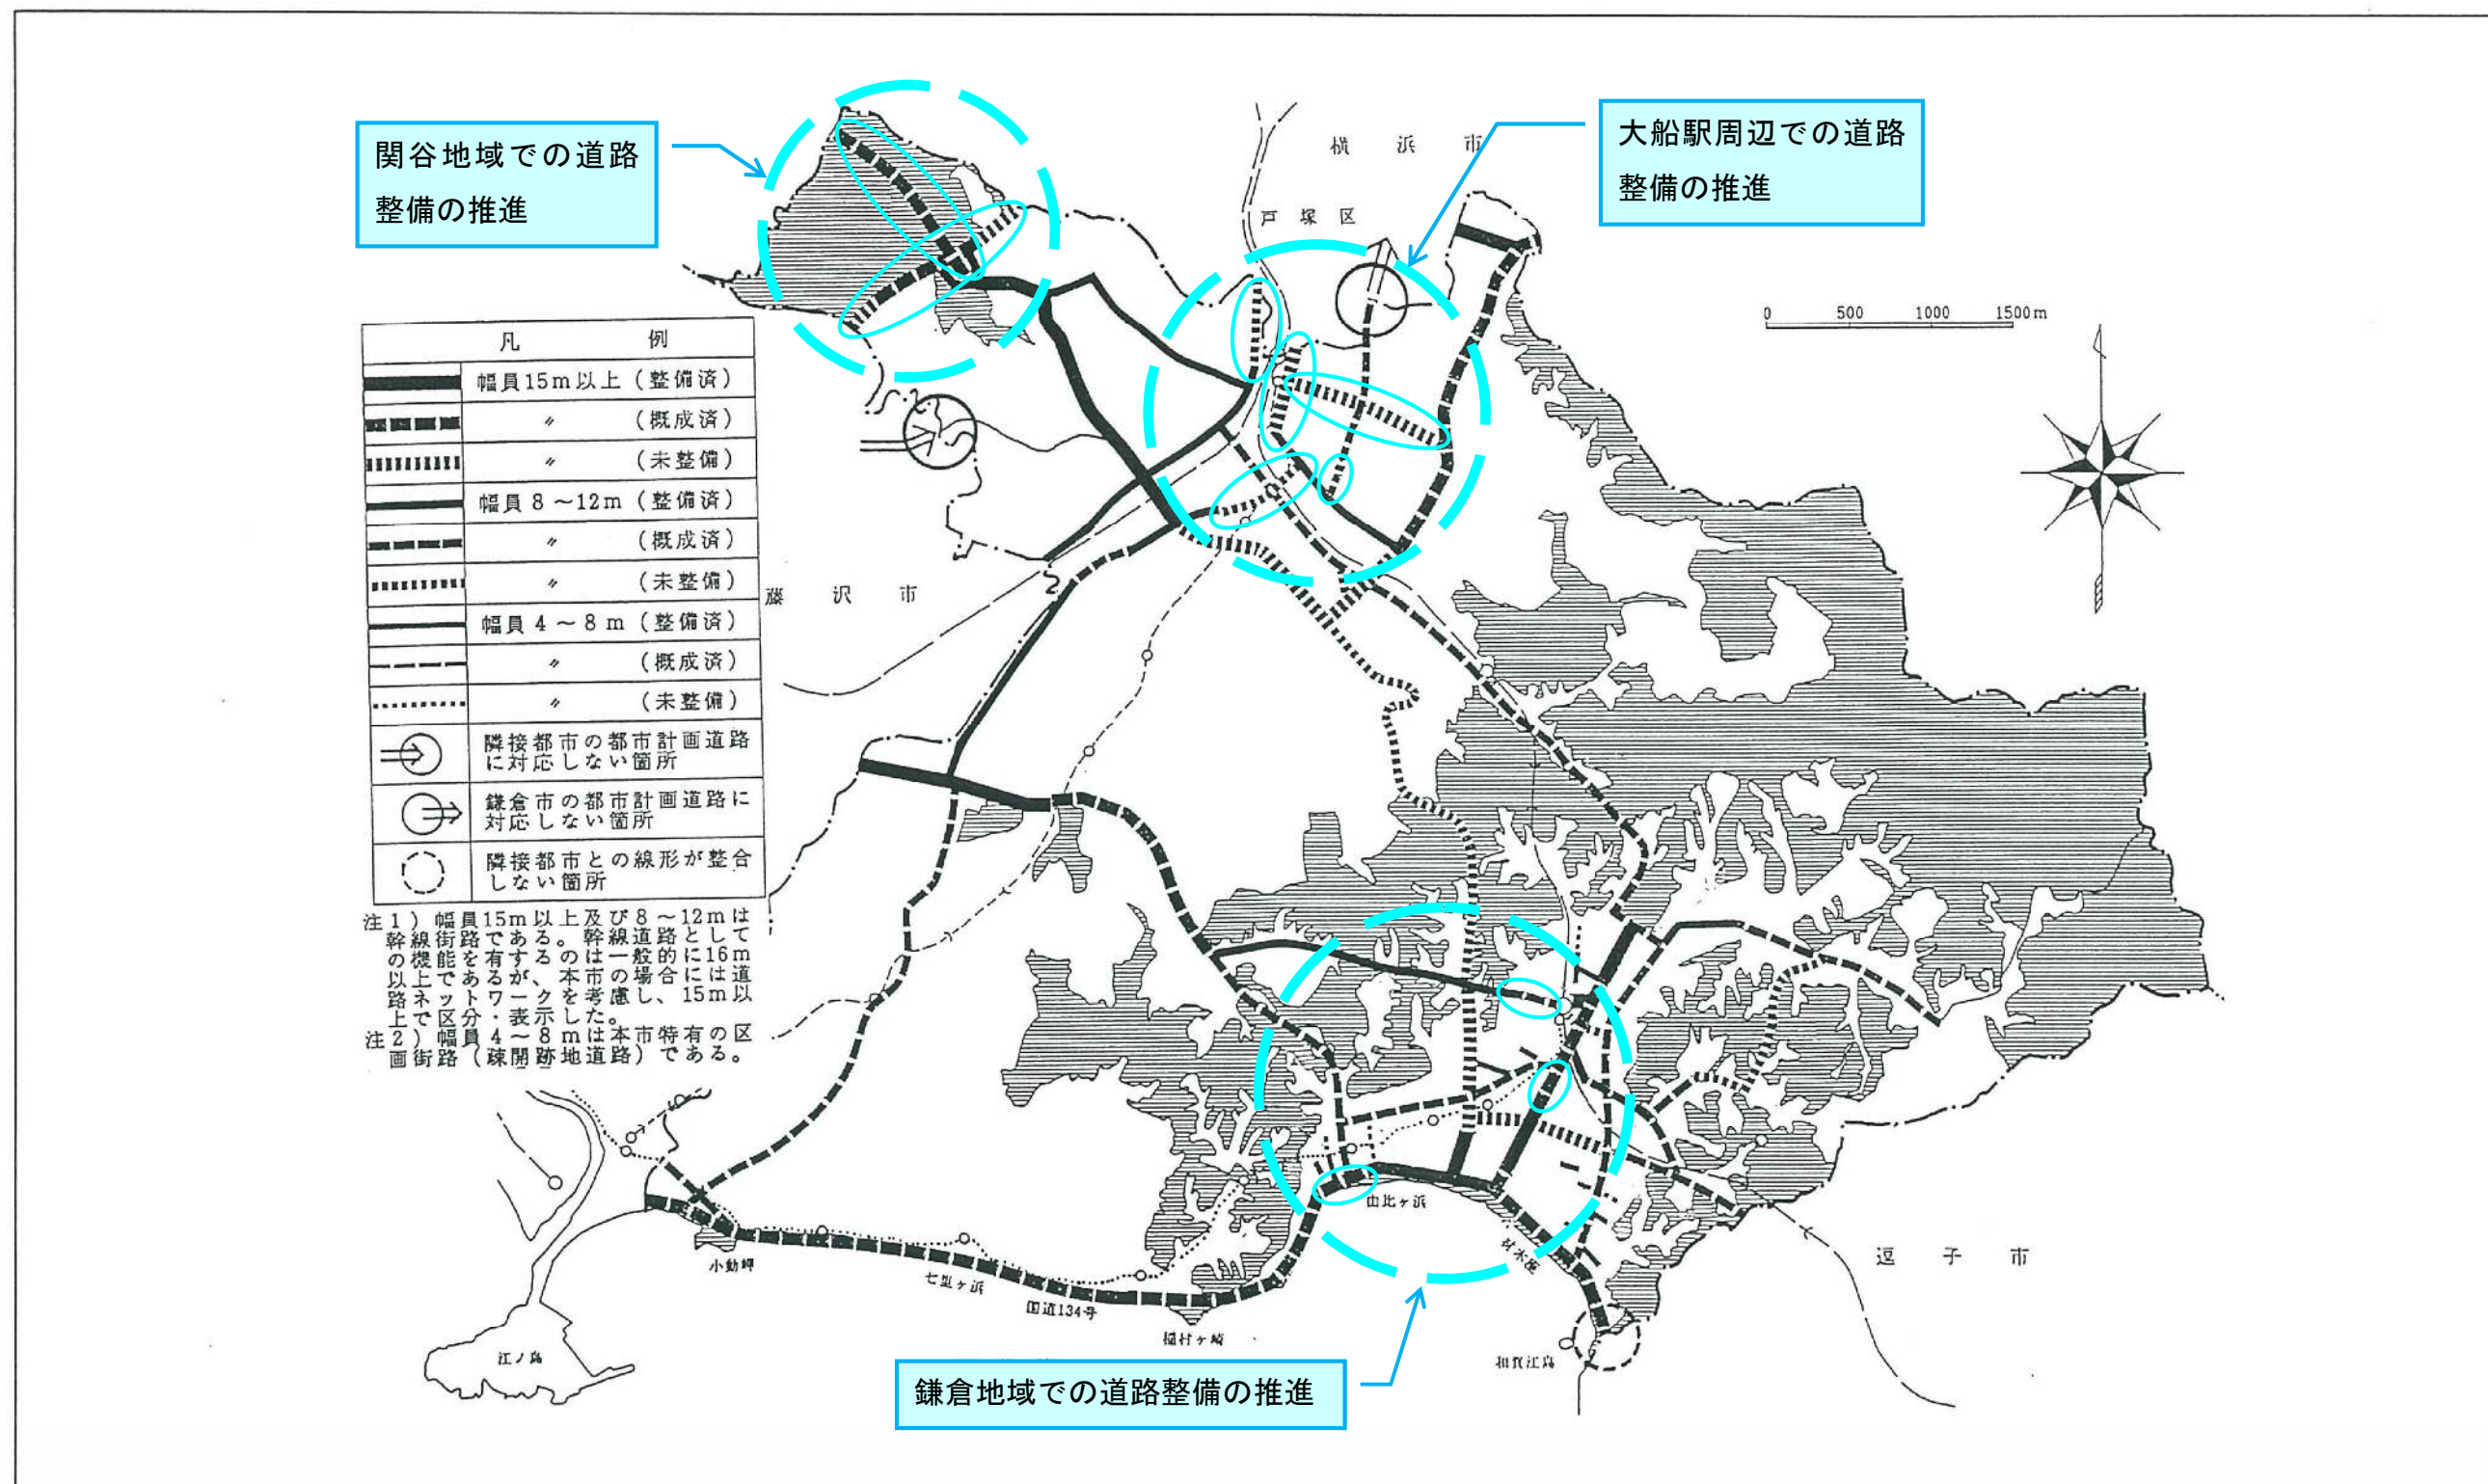 関谷地域での道路
整備の推進
大船駅周辺での道路
整備の推進
横浜市
戸塚区
0 500 1000 1500m
凡例
幅員15m以上（整備済）
〃（概成済）
〃（未整備）
幅員8～12m（整備済）
〃（概成済）
〃（未整備）
幅員4～8m（整備済）
〃（概成済）
〃（未整備）
隣接都市の都市計画道路
に対応しない箇所
鎌倉市の都市計画道路に
対応しない箇所
隣接都市との線形が整合
しない箇所
注1）幅員15m以上及び8～12mは
幹線街路である。幹線道路として
の機能を有するのは一般的に16m
以上であるが、本市の場合には道
路ネットワークを考慮し、15m以
上で区分・表示した。
注2）幅員4～8mは本市特有の区
画街路（疎開跡地道路）である。
藤沢市
由比ヶ浜
材木座
逗子市
小動岬
七里ヶ浜
国道134号
稲村ヶ崎
和賀江島
江ノ島
鎌倉地域での道路整備の推進